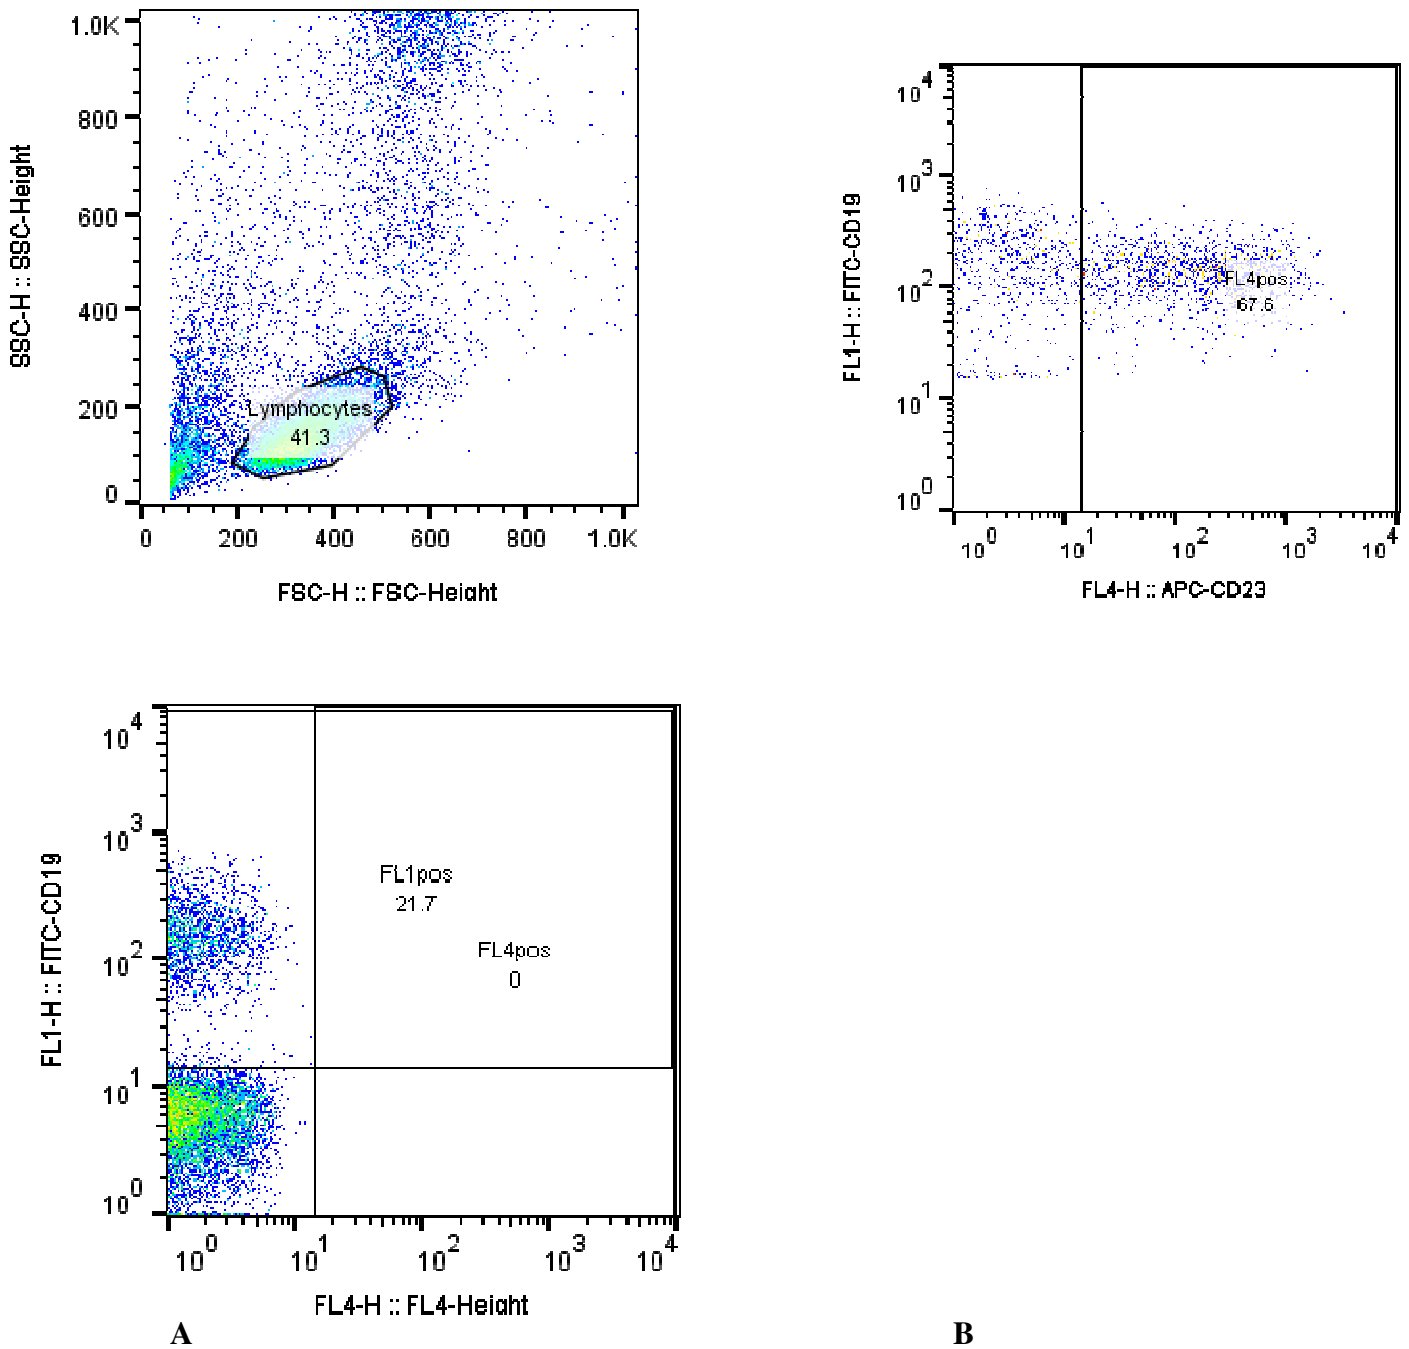 1.0K
800
600
400
200
0
SSC-H :: SSC-Height
Lymphocytes
41.3
0 200 400 600 800 1.0K
FSC-H :: FSC-Height
10^4
10^3
10^2
10^1
10^0
FL1-H :: FITC-CD19
FL4pos
67.6
10^0 10^1 10^2 10^3 10^4
FL4-H :: APC-CD23
10^4
10^3
10^2
10^1
10^0
FL1-H :: FITC-CD19
FL1pos
21.7
FL4pos
0
10^0 10^1 10^2 10^3 10^4
FL4-H :: FL4-Height
A
B